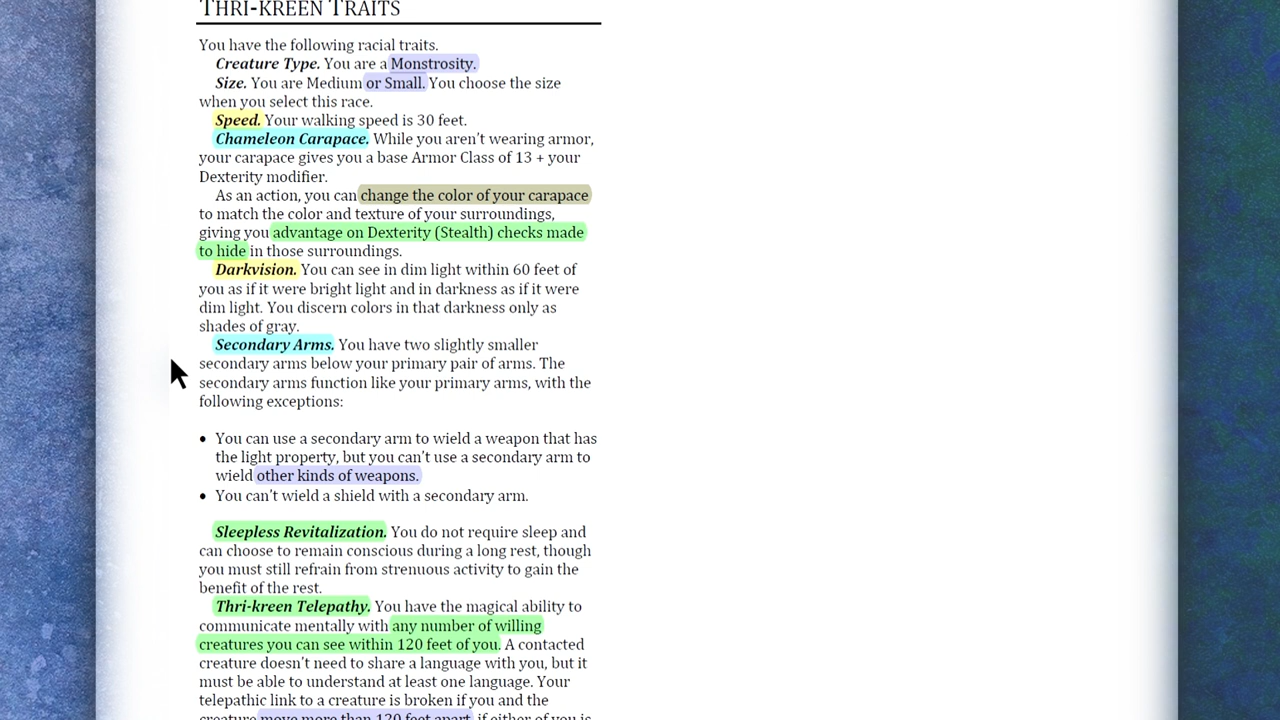 THRI-KREEN TRAITS
You have the following racial traits.
Creature Type. You are a Monstrosity.
Size. You are Medium or Small. You choose the size
when you select this race.
Speed. Your walking speed is 30 feet.
Chameleon Carapace. While you aren’t wearing armor,
your carapace gives you a base Armor Class of 13 + your
Dexterity modifier.
As an action, you can change the color of your carapace
to match the color and texture of your surroundings,
giving you advantage on Dexterity (Stealth) checks made
to hide in those surroundings.
Darkvision. You can see in dim light within 60 feet of
you as if it were bright light and in darkness as if it were
dim light. You discern colors in that darkness only as
shades of gray.
Secondary Arms. You have two slightly smaller
secondary arms below your primary pair of arms. The
secondary arms function like your primary arms, with the
following exceptions:
• You can use a secondary arm to wield a weapon that has
the light property, but you can’t use a secondary arm to
wield other kinds of weapons.
• You can’t wield a shield with a secondary arm.
Sleepless Revitalization. You do not require sleep and
can choose to remain conscious during a long rest, though
you must still refrain from strenuous activity to gain the
benefit of the rest.
Thri-kreen Telepathy. You have the magical ability to
communicate mentally with any number of willing
creatures you can see within 120 feet of you. A contacted
creature doesn’t need to share a language with you, but it
must be able to understand at least one language. Your
telepathic link to a creature is broken if you and the
creature move more than 120 feet apart, if either of you is